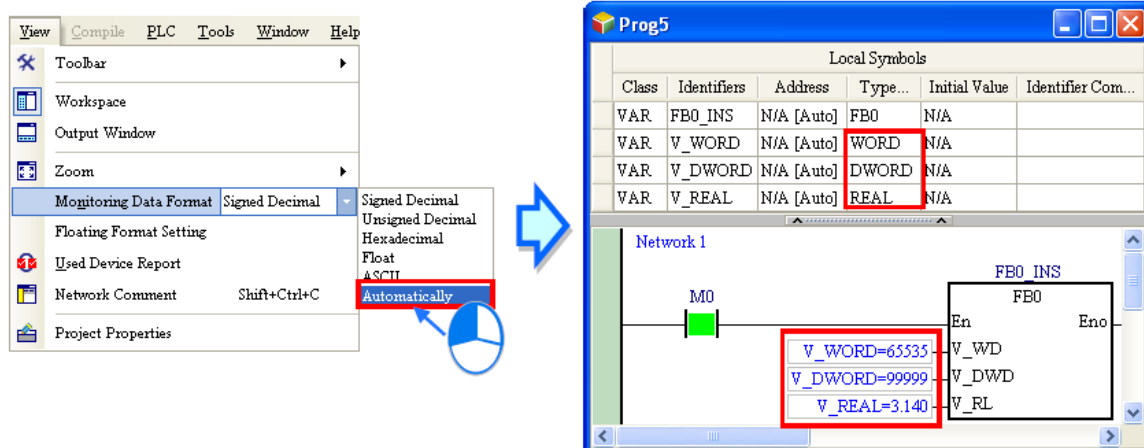 View Compile PLC Tools Window Help
Toolbar
Workspace
Output Window
Zoom
Monitoring Data Format Signed Decimal
Floating Format Setting
Used Device Report
Network Comment Shift+Ctrl+C
Project Properties
Signed Decimal
Unsigned Decimal
Hexadecimal
Float
ASCII
Automatically
Prog5
Local Symbols
Class Identifiers Address Type... Initial Value Identifier Com...
VAR FB0_INS N/A [Auto] FB0 N/A
VAR V_WORD N/A [Auto] WORD N/A
VAR V_DWORD N/A [Auto] DWORD N/A
VAR V_REAL N/A [Auto] REAL N/A
Network 1
FB0_INS
M0 FB0
En Eno
V_WORD=65535 V_WD
V_DWORD=99999 V_DWD
V_REAL=3.140 V_RL